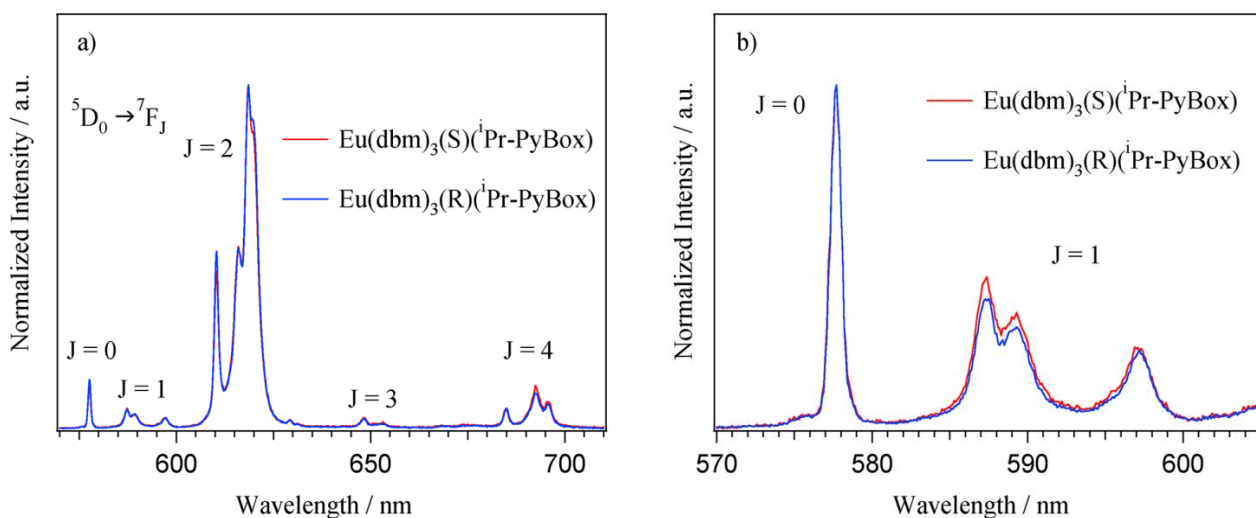 a)
⁵D₀ → ⁷F_J
J = 0
J = 1
J = 2
J = 3
J = 4
Eu(dbm)₃(S)(ⁱPr-PyBox)
Eu(dbm)₃(R)(ⁱPr-PyBox)
Normalized Intensity / a.u.
600
650
700
Wavelength / nm
b)
J = 0
J = 1
Eu(dbm)₃(S)(ⁱPr-PyBox)
Eu(dbm)₃(R)(ⁱPr-PyBox)
Normalized Intensity / a.u.
570
580
590
600
Wavelength / nm